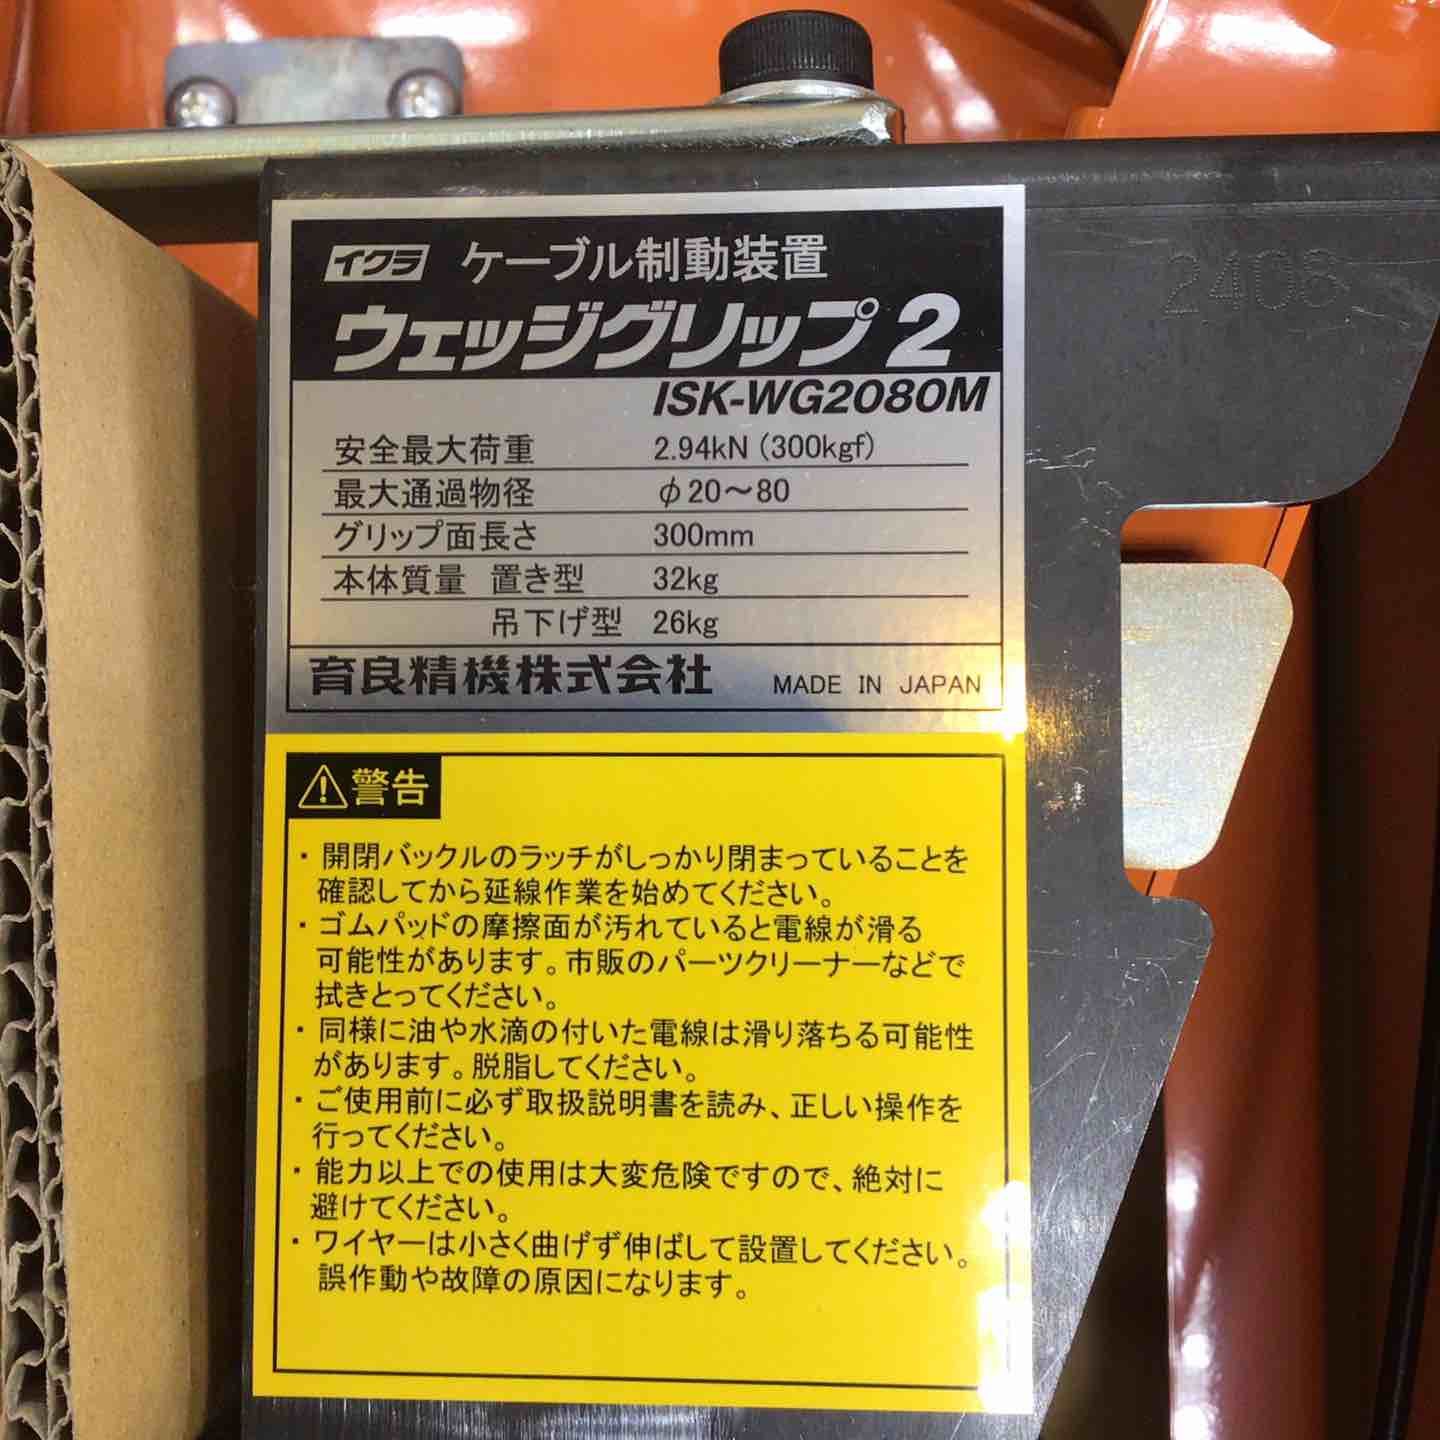 イクラ ケーブル制動装置
ウェッジグリップ2
ISK-WG2080M
安全最大荷重 2.94kN (300kgf)
最大通過物径 φ20～80
グリップ面長さ 300mm
本体質量 置き型 32kg
吊下げ型 26kg
育良精機株式会社 MADE IN JAPAN
2408
警告
・開閉バックルのラッチがしっかり閉まっていることを
確認してから延線作業を始めてください。
・ゴムパッドの摩擦面が汚れていると電線が滑る
可能性があります。市販のパーツクリーナーなどで
拭きとってください。
・同様に油や水滴の付いた電線は滑り落ちる可能性
があります。脱脂してください。
・ご使用前に必ず取扱説明書を読み、正しい操作を
行ってください。
・能力以上での使用は大変危険ですので、絶対に
避けてください。
・ワイヤーは小さく曲げず伸ばして設置してください。
誤作動や故障の原因になります。